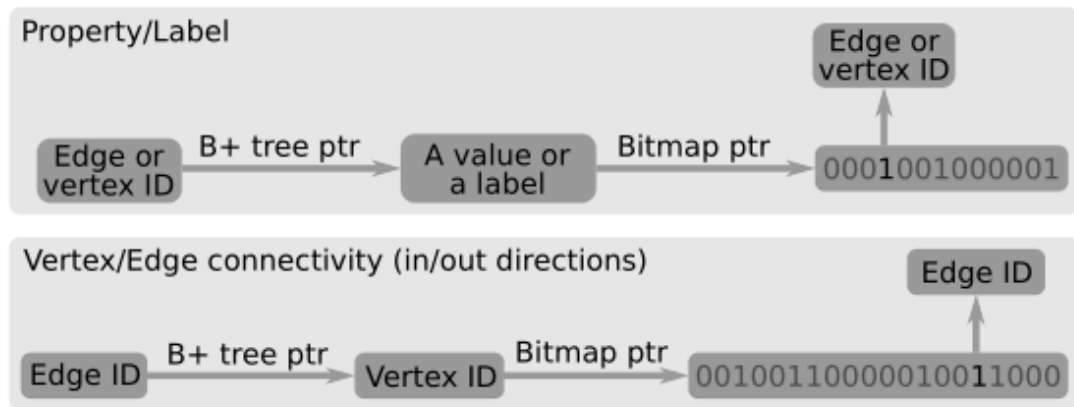 Property/Label
Edge or
vertex ID
B+ tree ptr
Edge or
vertex ID
A value or
a label
Bitmap ptr
0001001000001
Vertex/Edge connectivity (in/out directions)
Edge ID
B+ tree ptr
Bitmap ptr
Edge ID
Vertex ID
00100110000010011000